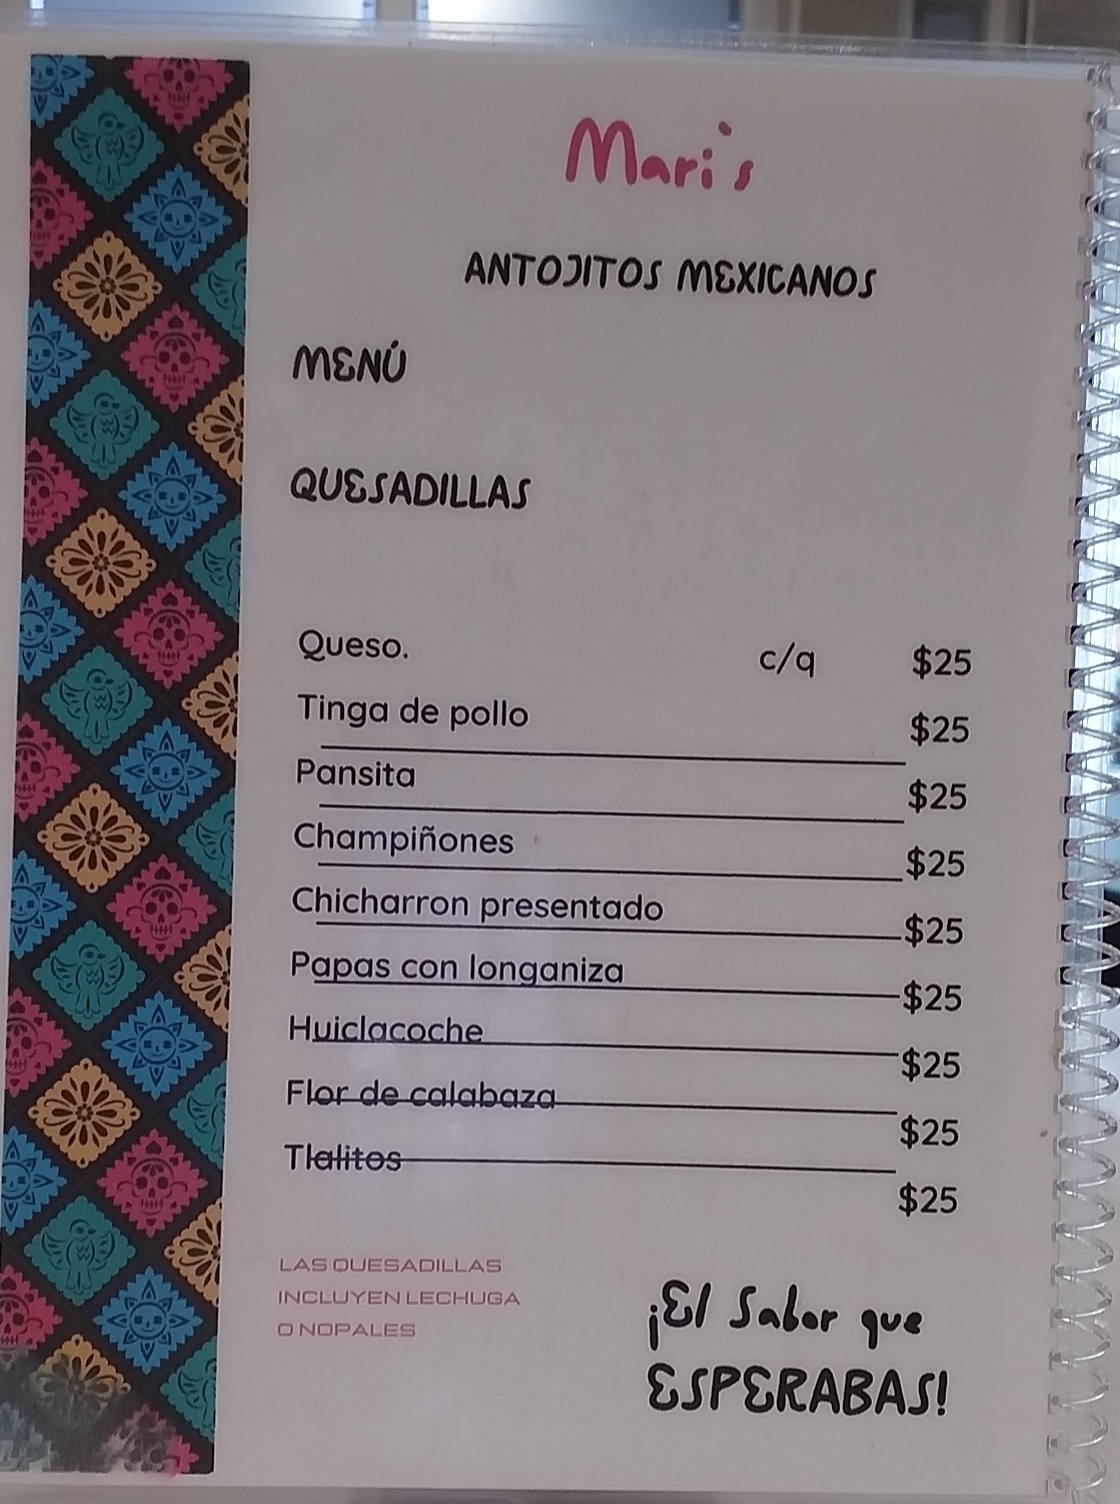 Mari's
ANTOJITOS MEXICANOS
MENÚ
QUESADILLAS
Queso. c/q $25
Tinga de pollo $25
Pansita $25
Champiñones $25
Chicharron presentado $25
Papas con longaniza $25
Huiclacoche $25
Flor de calabaza $25
Tlalitos $25
LAS QUESADILLAS
INCLUYEN LECHUGA
O NOPALES
¡El Sabor que
ESPERABAS!